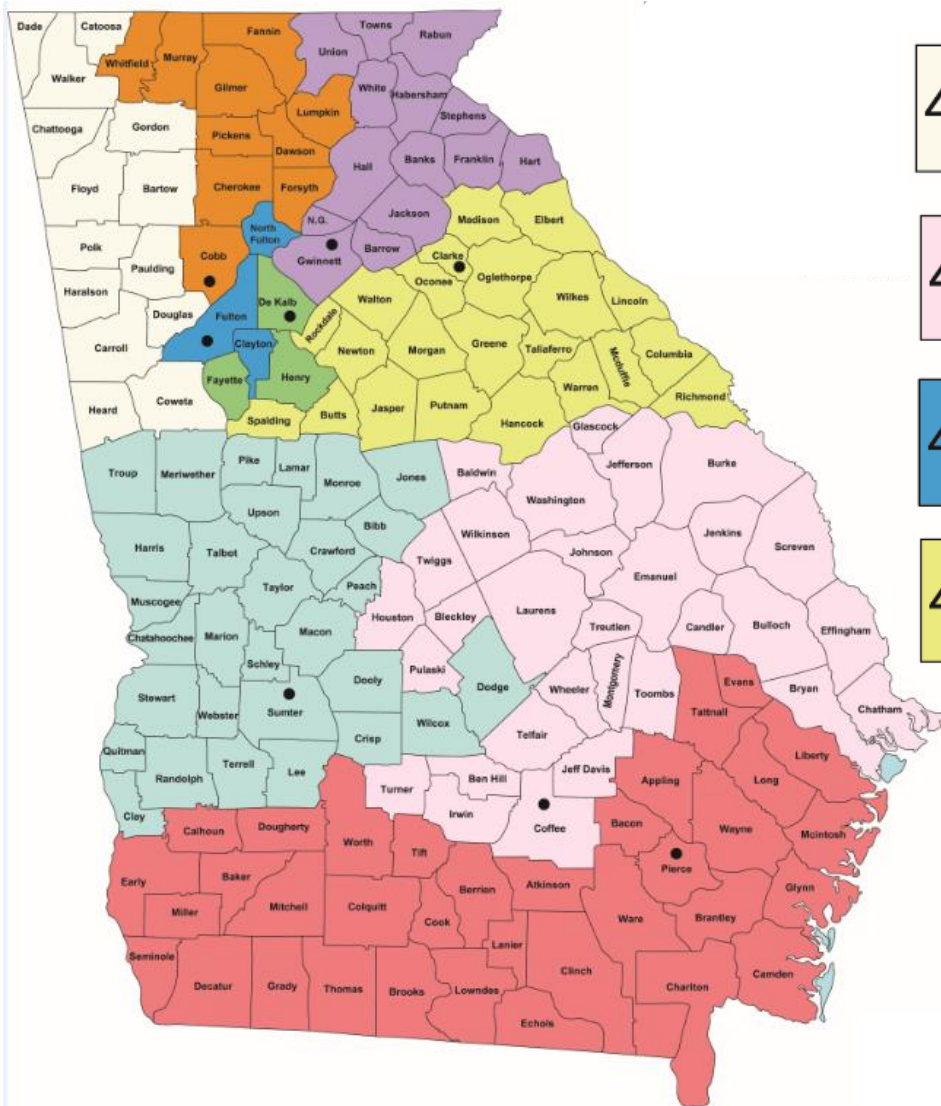 Dade
Catoosa
Fannin
Towns
Rabun
Union
Whitfield
Murray
Walker
Gilmer
White
Habersham
Lumpkin
Stephens
Chattooga
Gordon
Pickens
Dawson
Hall
Banks
Franklin
Hart
Floyd
Bartow
Cherokee
Forsyth
Jackson
Madison
Elbert
N.G.
North
Fulton
Polk
Cobb
Gwinnett
Barrow
Clarke
Paulding
Oconee
Oglethorpe
Haralson
De Kalb
Walton
Wilkes
Lincoln
Douglas
Fulton
Rockdale
Clayton
Greene
Taliaferro
Carroll
Newton
Morgan
Mcduffie
Columbia
Fayette
Henry
Warren
Richmond
Heard
Coweta
Spalding
Butts
Jasper
Putnam
Hancock
Glascock
Troup
Meriwether
Pike
Lamar
Monroe
Jones
Baldwin
Jefferson
Burke
Washington
Upson
Wilkinson
Bibb
Jenkins
Harris
Talbot
Crawford
Twiggs
Johnson
Screven
Taylor
Peach
Emanuel
Muscogee
Houston
Bleckley
Laurens
Chatahoochee
Marion
Macon
Treutlen
Candler
Bulloch
Effingham
Schley
Pulaski
Dooly
Dodge
Wheeler
Montgomery
Evans
Stewart
Webster
Sumter
Toombs
Bryan
Chatham
Wilcox
Tattnall
Crisp
Telfair
Quitman
Terrell
Lee
Randolph
Ben Hill
Jeff Davis
Appling
Long
Liberty
Turner
Clay
Irwin
Coffee
Calhoun
Dougherty
Worth
Bacon
Wayne
Mcintosh
Tift
Pierce
Early
Baker
Berrien
Atkinson
Glynn
Miller
Mitchell
Colquitt
Cook
Ware
Brantley
Lanier
Seminole
Clinch
Camden
Decatur
Grady
Thomas
Brooks
Lowndes
Charlton
Echols